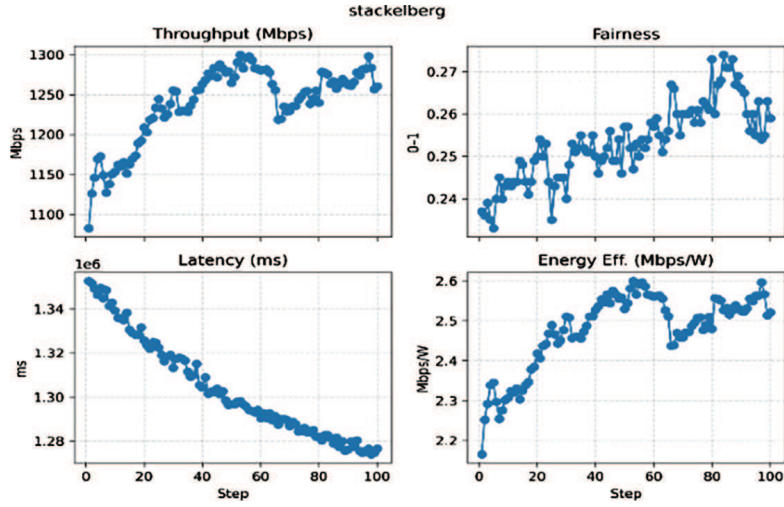 stackelberg
Throughput (Mbps)
Mbps
1300
1250
1200
1150
1100
Fairness
0-1
0.27
0.26
0.25
0.24
Latency (ms)
1e6
ms
1.34
1.32
1.30
1.28
0 20 40 60 80 100
Step
Energy Eff. (Mbps/W)
Mbps/W
2.6
2.5
2.4
2.3
2.2
0 20 40 60 80 100
Step